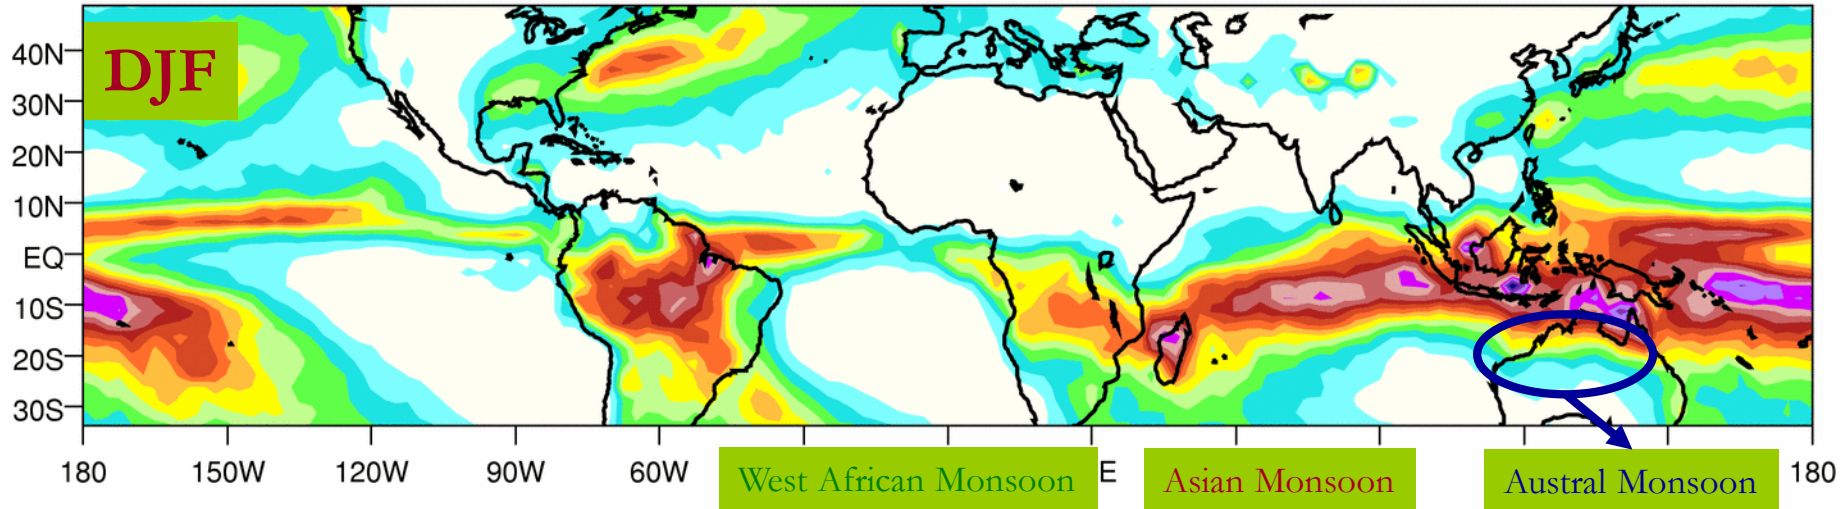 DJF
40N
30N
20N
10N
EQ
10S
20S
30S
180 150W 120W 90W 60W E 180
West African Monsoon Asian Monsoon Austral Monsoon